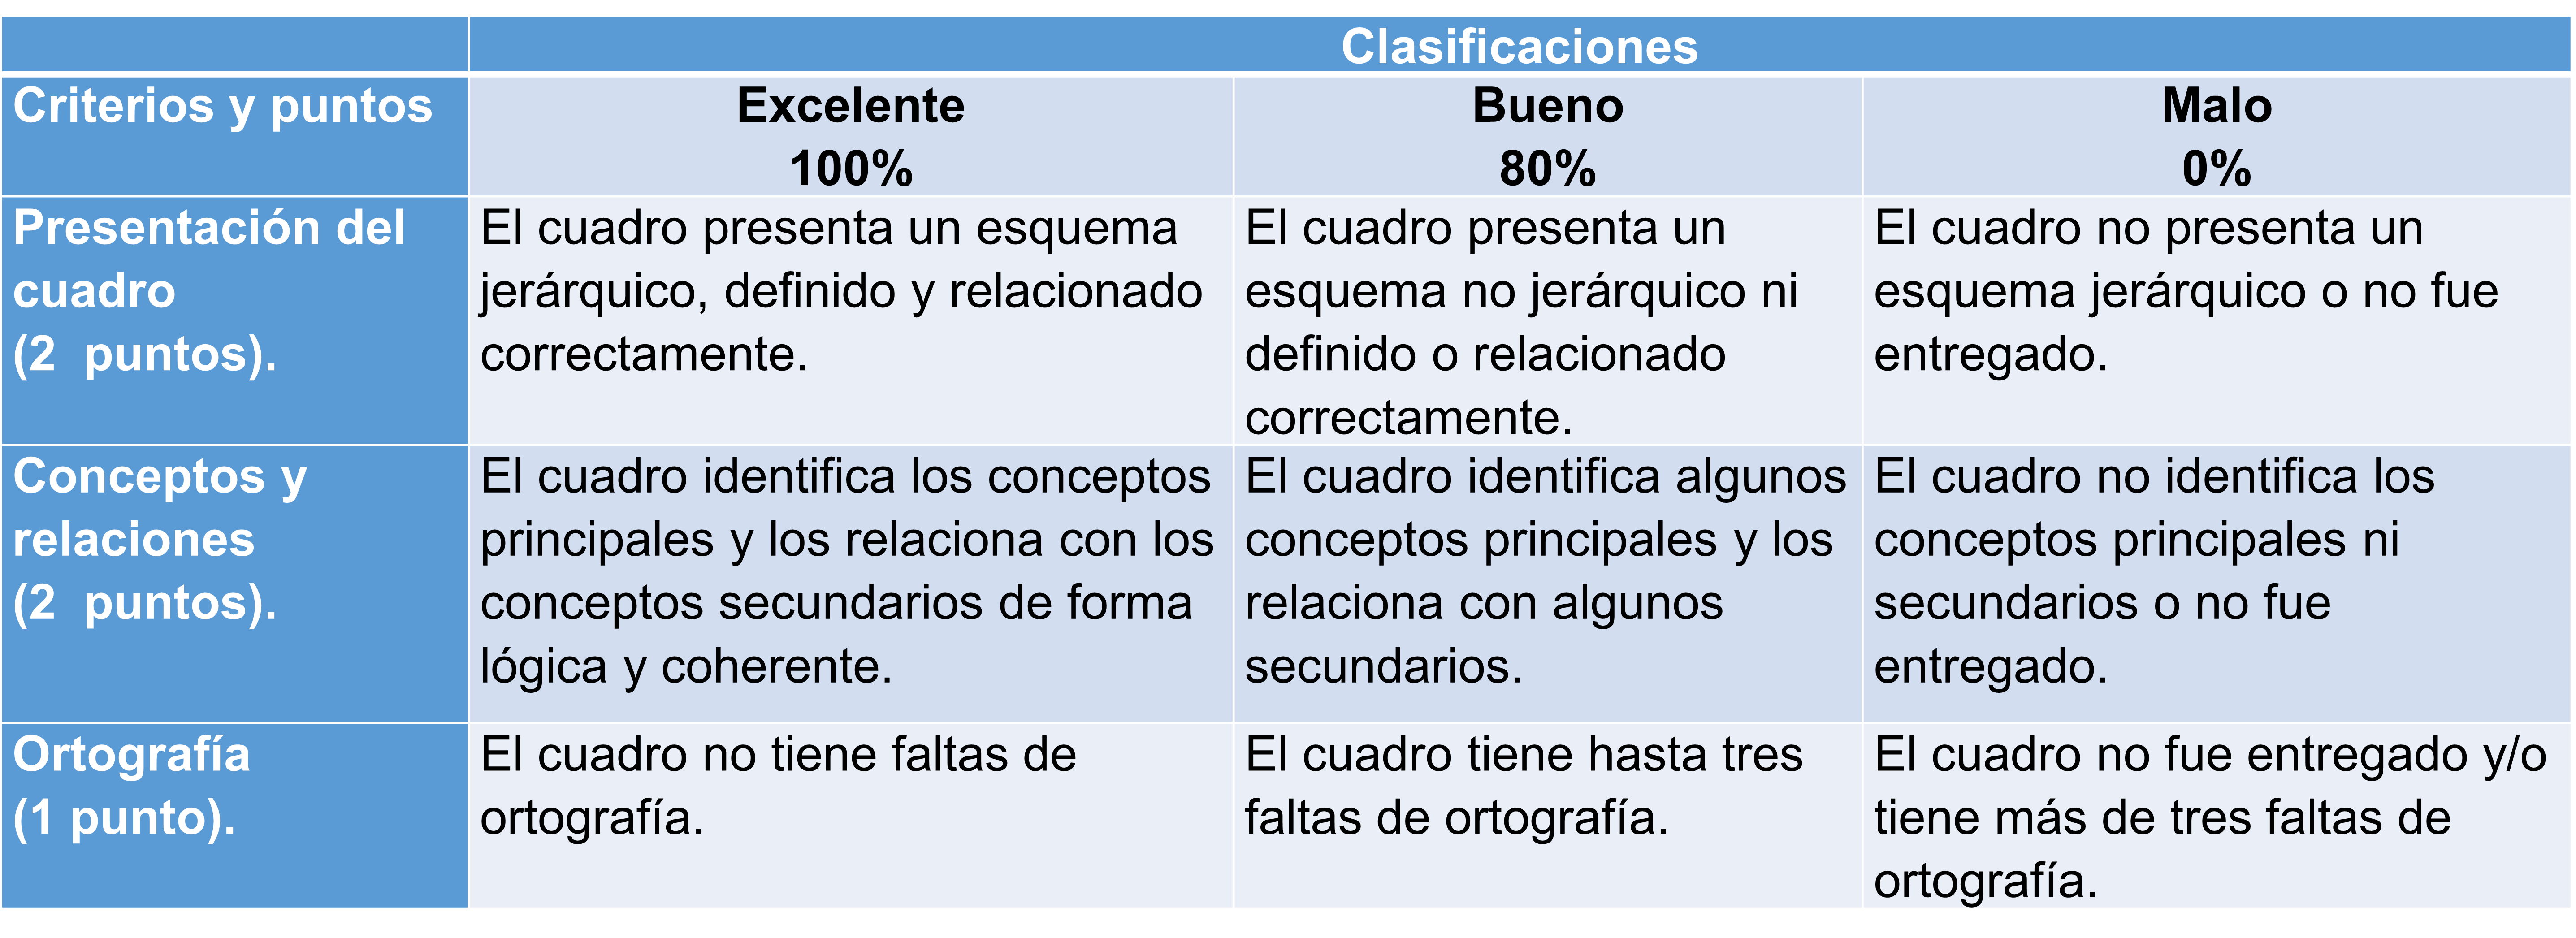 Clasificaciones
Criterios y puntos
Excelente
100%
Bueno
80%
Malo
0%
Presentación del
cuadro
(2  puntos).
El cuadro presenta un esquema
jerárquico, definido y relacionado
correctamente.
El cuadro presenta un
esquema no jerárquico ni
definido o relacionado
correctamente.
El cuadro no presenta un
esquema jerárquico o no fue
entregado.
Conceptos y
relaciones
(2  puntos).
El cuadro identifica los conceptos
principales y los relaciona con los
conceptos secundarios de forma
lógica y coherente.
El cuadro identifica algunos
conceptos principales y los
relaciona con algunos
secundarios.
El cuadro no identifica los
conceptos principales ni
secundarios o no fue
entregado.
Ortografía
(1 punto).
El cuadro no tiene faltas de
ortografía.
El cuadro tiene hasta tres
faltas de ortografía.
El cuadro no fue entregado y/o
tiene más de tres faltas de
ortografía.